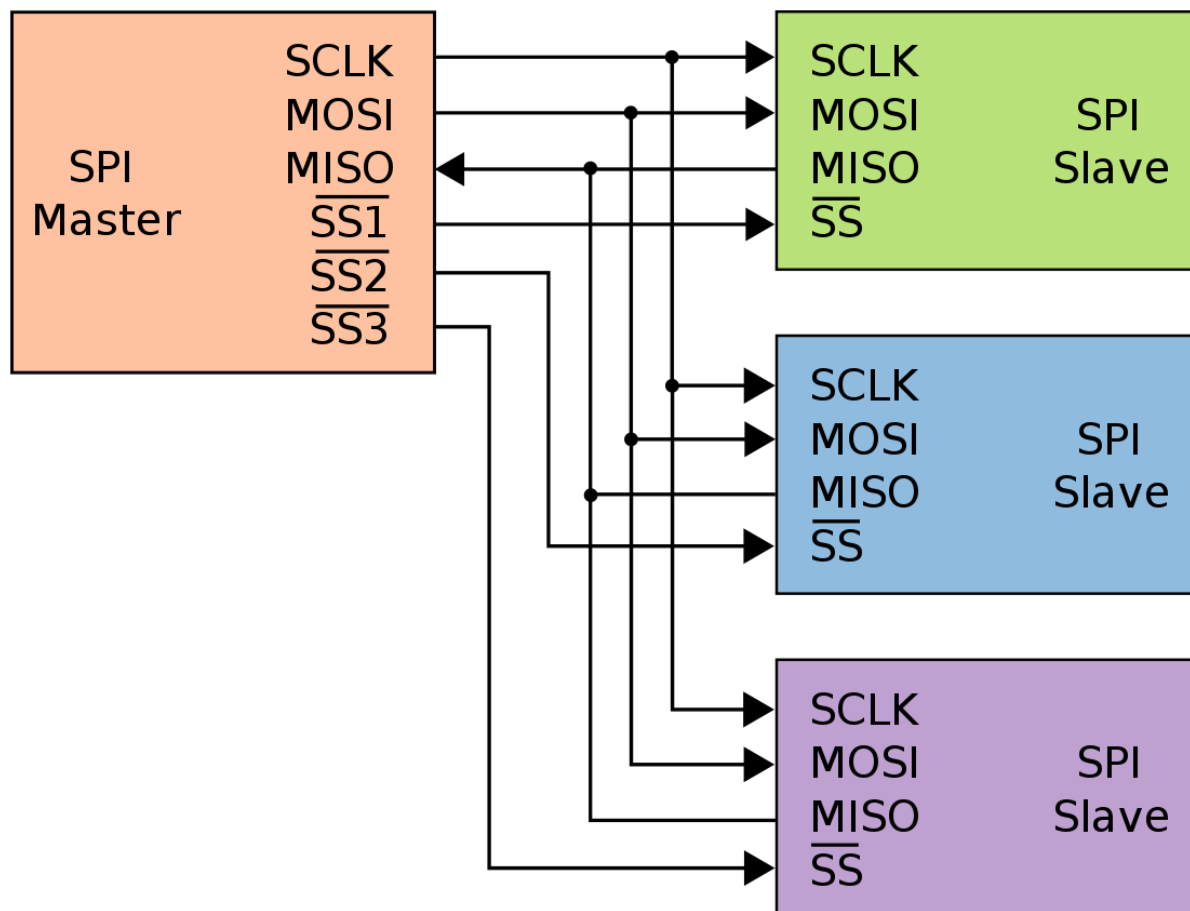 SCLK
MOSI
MISO
SS1
SS2
SS3
SPI
Master
SCLK
MOSI
MISO
SS
SPI
Slave
SCLK
MOSI
MISO
SS
SPI
Slave
SCLK
MOSI
MISO
SS
SPI
Slave